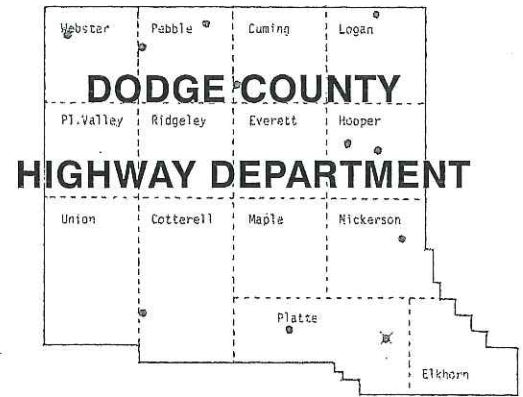 Webster Pebble Cuming Logan
DODGE COUNTY
Pl.Valley Ridgeley Everett Hooper
HIGHWAY DEPARTMENT
Union Cotterell Maple Nickerson
Platte
Elkhorn